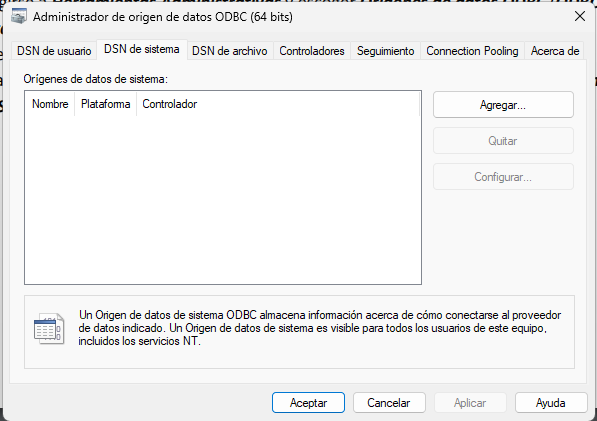 Administrador de origen de datos ODBC (64 bits)
DSN de usuario DSN de sistema DSN de archivo Controladores Seguimiento Connection Pooling Acerca de
Orígenes de datos de sistema:
Nombre Plataforma Controlador
Agregar...
Quitar
Configurar...
Un Origen de datos de sistema ODBC almacena información acerca de cómo conectarse al proveedor
de datos indicado. Un Origen de datos de sistema es visible para todos los usuarios de este equipo,
incluidos los servicios NT.
Aceptar Cancelar Aplicar Ayuda